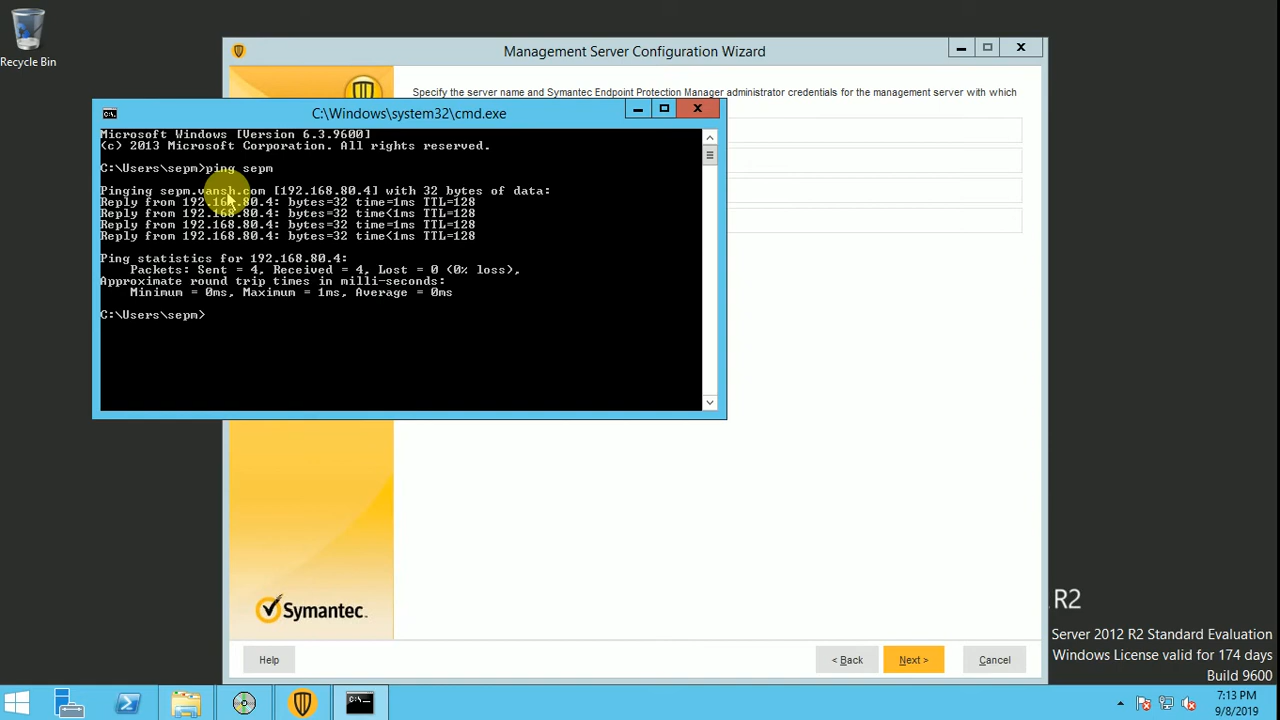 Recycle Bin
Management Server Configuration Wizard
Specify the server name and Symantec Endpoint Protection Manager administrator credentials for the management server with which
C:\Windows\system32\cmd.exe
Microsoft Windows [Version 6.3.9600]
(c) 2013 Microsoft Corporation. All rights reserved.
C:\Users\sepm>ping sepm
Pinging sepm.vansh.com [192.168.80.4] with 32 bytes of data:
Reply from 192.168.80.4: bytes=32 time=1ms TTL=128
Reply from 192.168.80.4: bytes=32 time<1ms TTL=128
Reply from 192.168.80.4: bytes=32 time<1ms TTL=128
Reply from 192.168.80.4: bytes=32 time<1ms TTL=128
Ping statistics for 192.168.80.4:
Packets: Sent = 4, Received = 4, Lost = 0 (0% loss),
Approximate round trip times in milli-seconds:
Minimum = 0ms, Maximum = 1ms, Average = 0ms
C:\Users\sepm>
Symantec.
Help
< Back
Next >
Cancel
R2
Server 2012 R2 Standard Evaluation
Windows License valid for 174 days
Build 9600
7:13 PM
9/8/2019